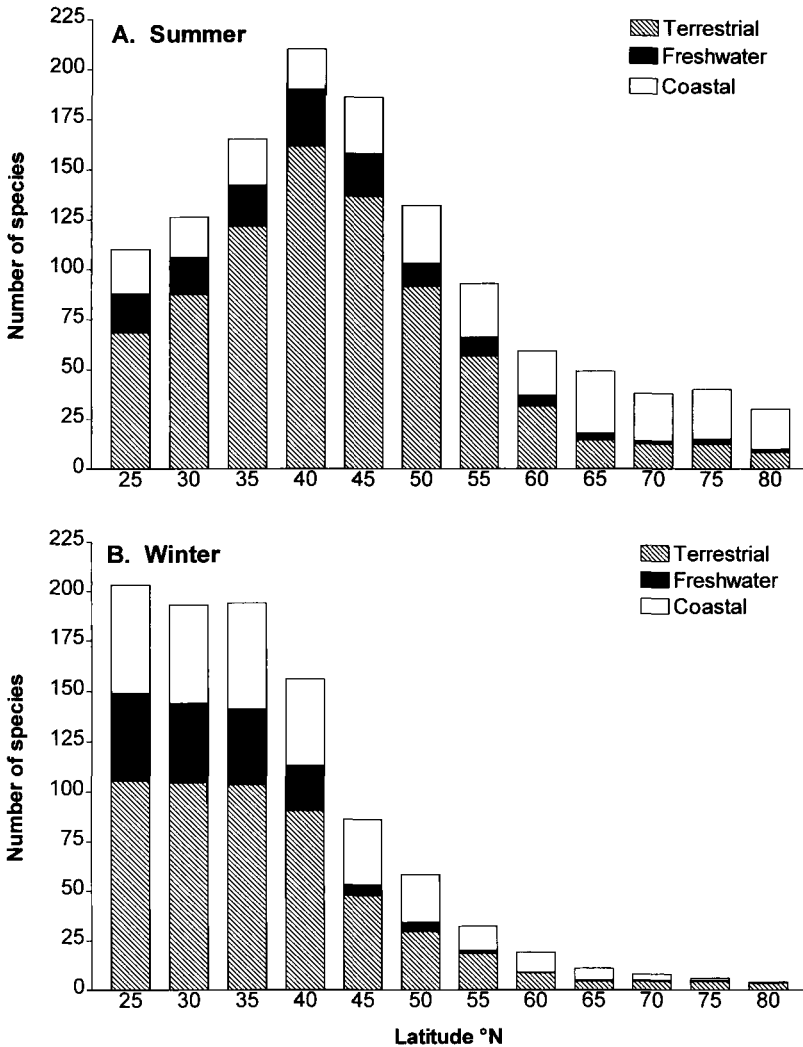 225
A. Summer
Terrestrial
200
Freshwater
175
Coastal
150
125
100
75
50
25
0
Number of species
25 30 35 40 45 50 55 60 65 70 75 80
225
B. Winter
Terrestrial
200
Freshwater
175
Coastal
150
125
100
75
50
25
0
Number of species
25 30 35 40 45 50 55 60 65 70 75 80
Latitude °N